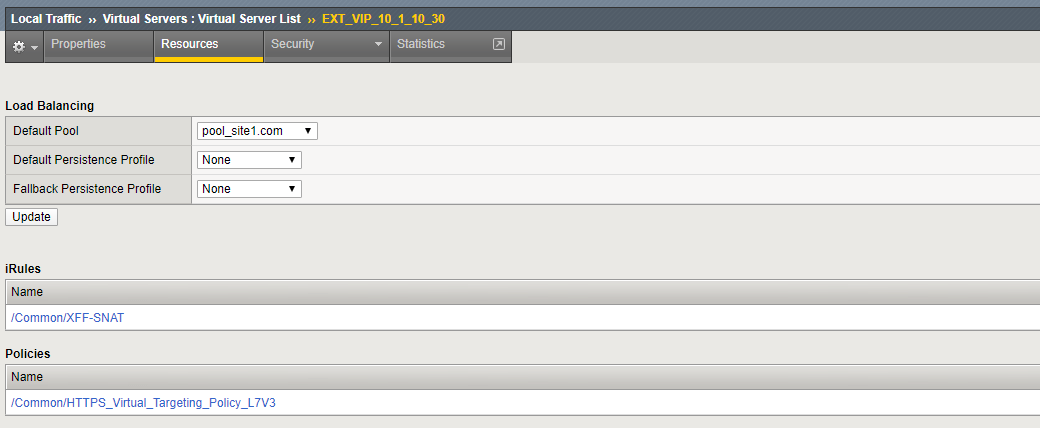 Local Traffic ›› Virtual Servers : Virtual Server List ›› EXT_VIP_10_1_10_30
Properties Resources Security Statistics
Load Balancing
Default Pool pool_site1.com
Default Persistence Profile None
Fallback Persistence Profile None
Update
iRules
Name
/Common/XFF-SNAT
Policies
Name
/Common/HTTPS_Virtual_Targeting_Policy_L7V3